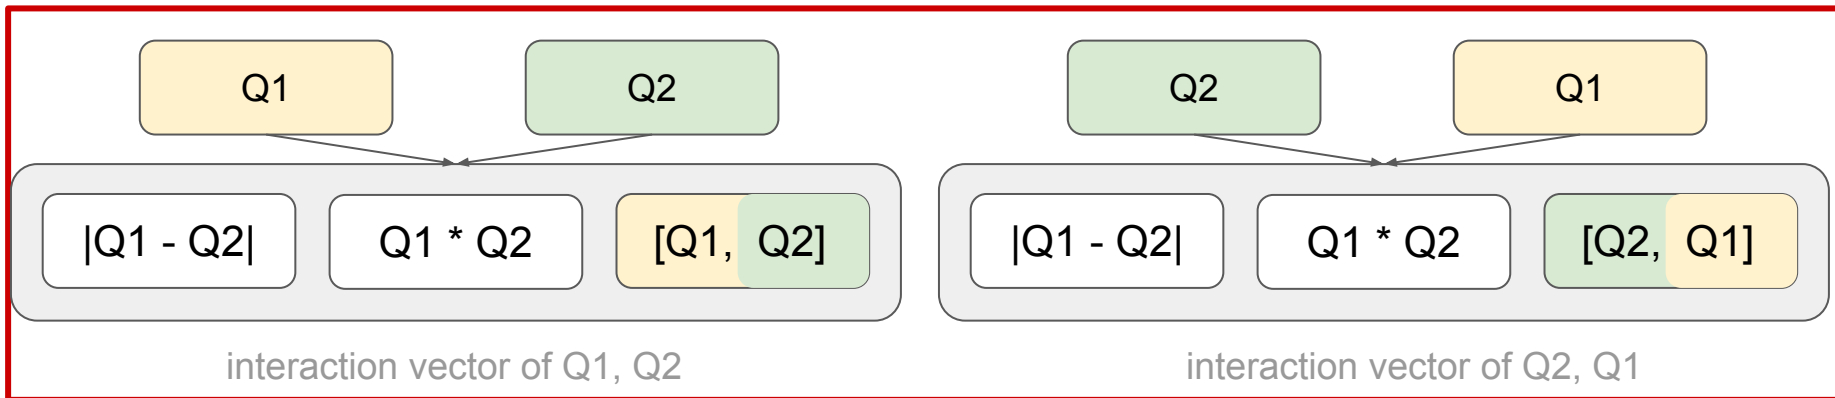 Q1
Q2
|Q1 - Q2|
Q1 * Q2
[Q1, Q2]
interaction vector of Q1, Q2
Q2
Q1
|Q1 - Q2|
Q1 * Q2
[Q2, Q1]
interaction vector of Q2, Q1